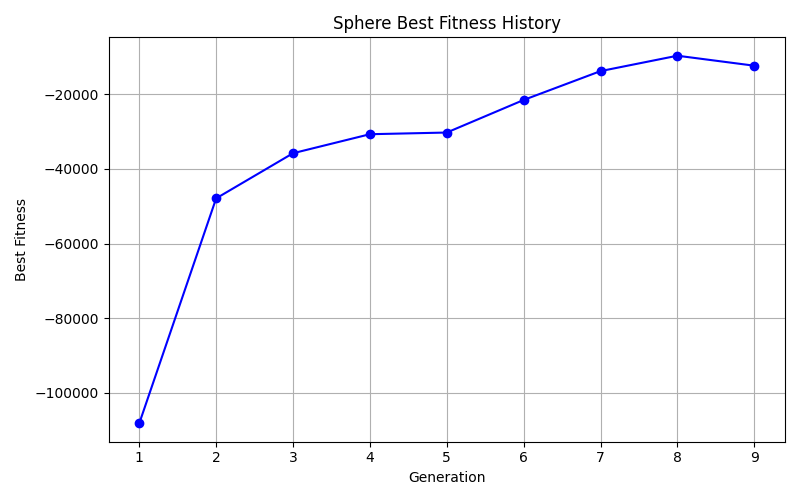 Sphere Best Fitness History
Best Fitness
−20000
−40000
−60000
−80000
−100000
1 2 3 4 5 6 7 8 9
Generation